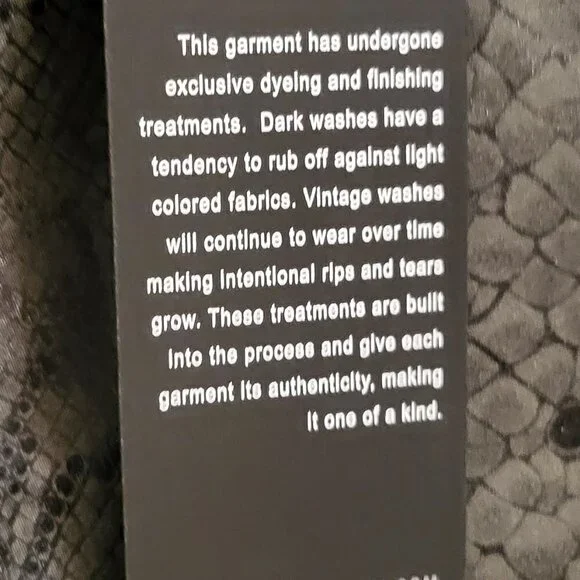 This garment has undergone
exclusive dyeing and finishing
treatments. Dark washes have a
tendency to rub off against light
colored fabrics. Vintage washes
will continue to wear over time
making intentional rips and tears
grow. These treatments are built
into the process and give each
garment its authenticity, making
it one of a kind.